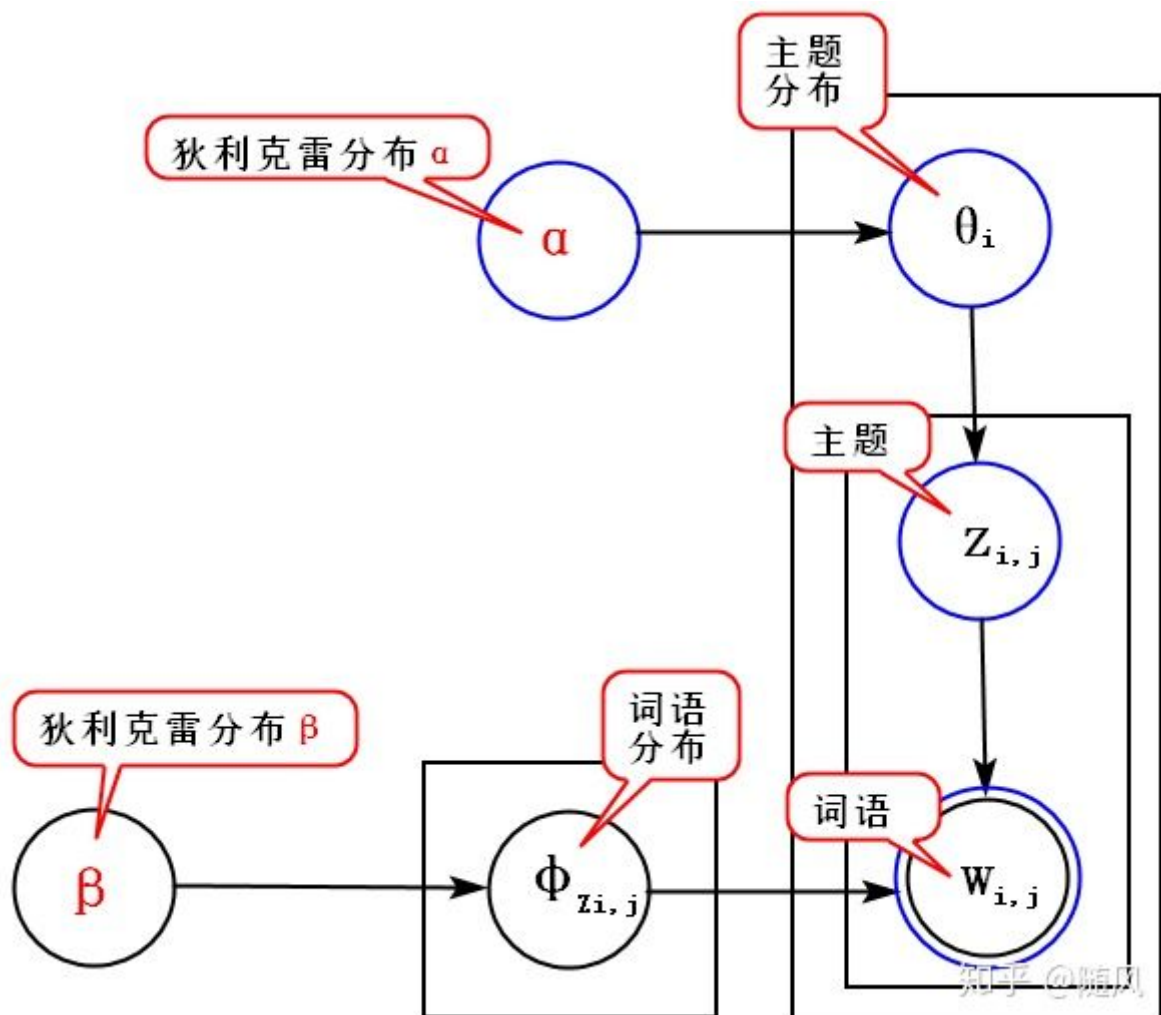 主题
分布
狄利克雷分布 α
α
θi
主题
Zi,j
狄利克雷分布 β
词语
分布
词语
β
ϕZi,j
Wi,j
知乎 @随风